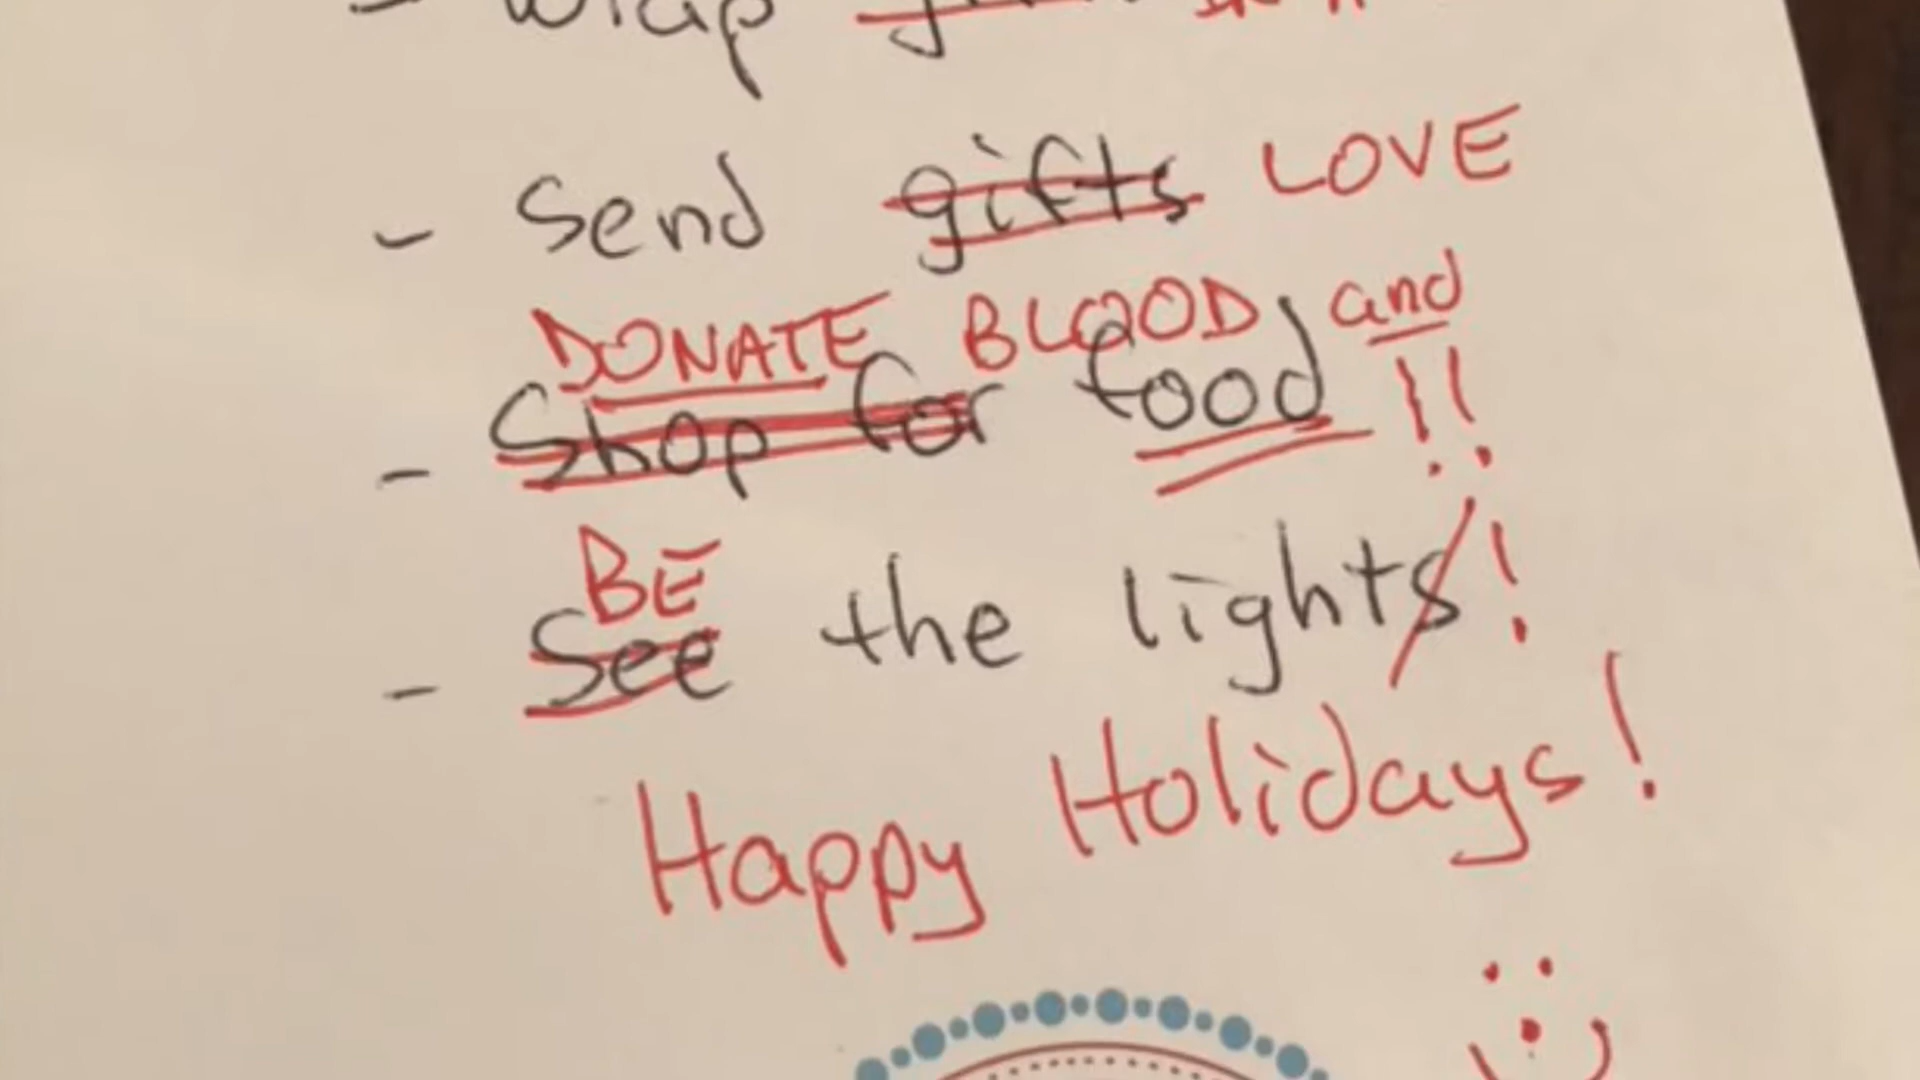 - wrap
- Send gifts LOVE
DONATE BLOOD and
- Shop for food !!
BE
- See the lights!
Happy Holidays!